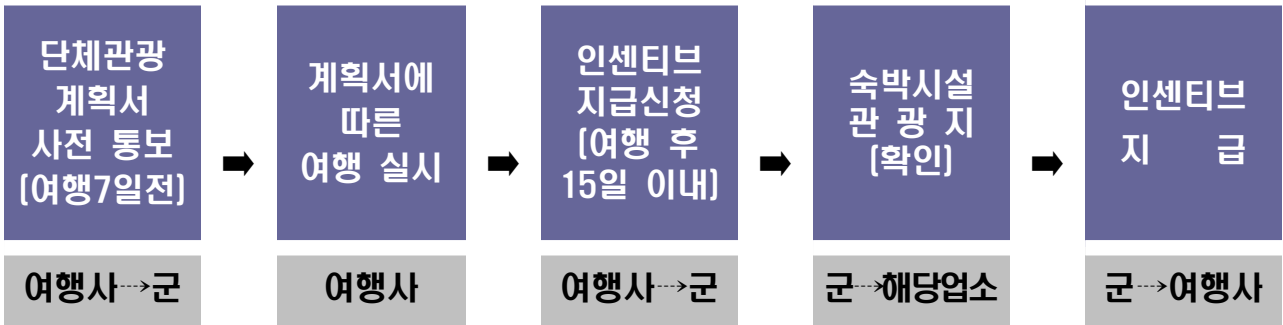 단체관광
계획서
사전 통보
(여행7일전)
계획서에
따른
여행 실시
인센티브
지급신청
(여행 후
15일 이내)
숙박시설
관 광 지
(확인)
인센티브
지 급
여행사→군
여행사
여행사→군
군→해당업소
군→여행사